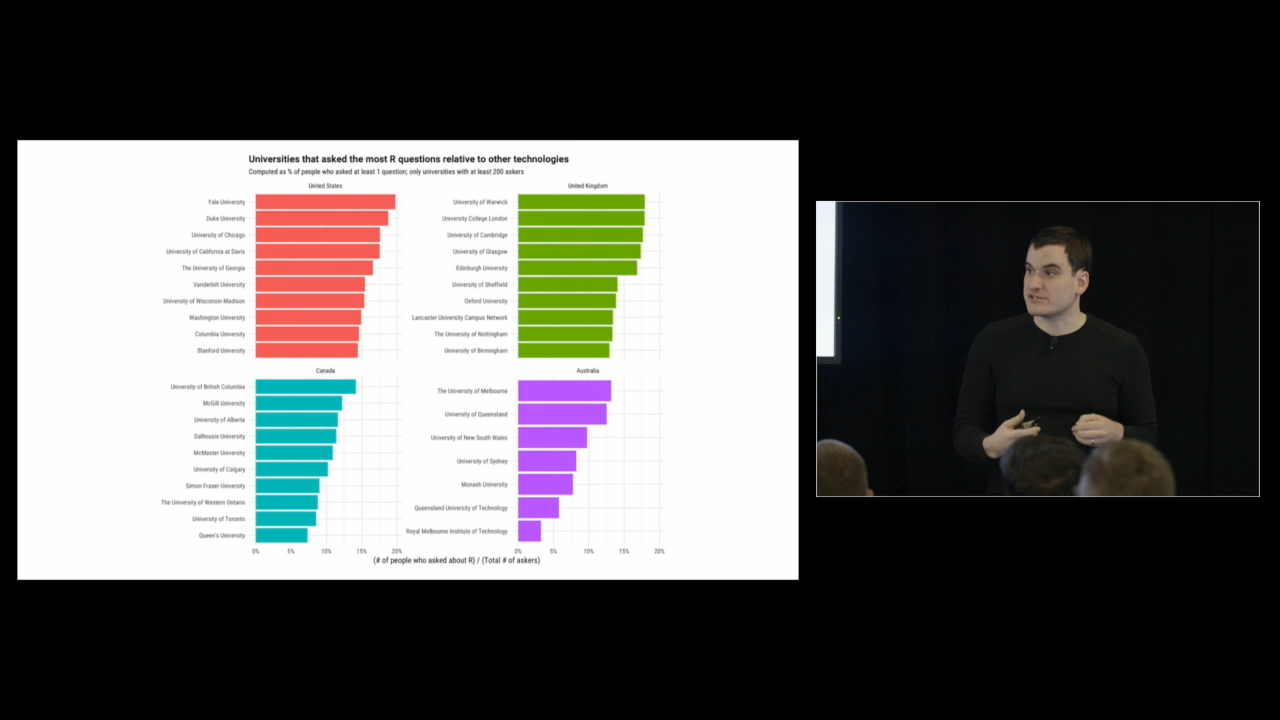 Universities that asked the most R questions relative to other technologies
Computed as % of people who asked at least 1 question; only universities with at least 200 askers
United States
Yale University
Duke University
University of Chicago
University of California at Davis
The University of Georgia
Vanderbilt University
University of Wisconsin Madison
Washington University
Columbia University
Stanford University
United Kingdom
University of Warwick
University College London
University of Cambridge
University of Glasgow
Edinburgh University
University of Sheffield
Oxford University
Lancaster University Campus Network
The University of Nottingham
University of Birmingham
Canada
University of British Columbia
McGill University
University of Alberta
Dalhousie University
McMaster University
University of Calgary
Simon Fraser University
The University of Western Ontario
University of Toronto
Queen's University
0% 5% 10% 15% 20%
Australia
The University of Melbourne
University of Queensland
University of New South Wales
University of Sydney
Monash University
Queensland University of Technology
Royal Melbourne Institute of Technology
0% 5% 10% 15% 20%
(# of people who asked about R) / (Total # of askers)